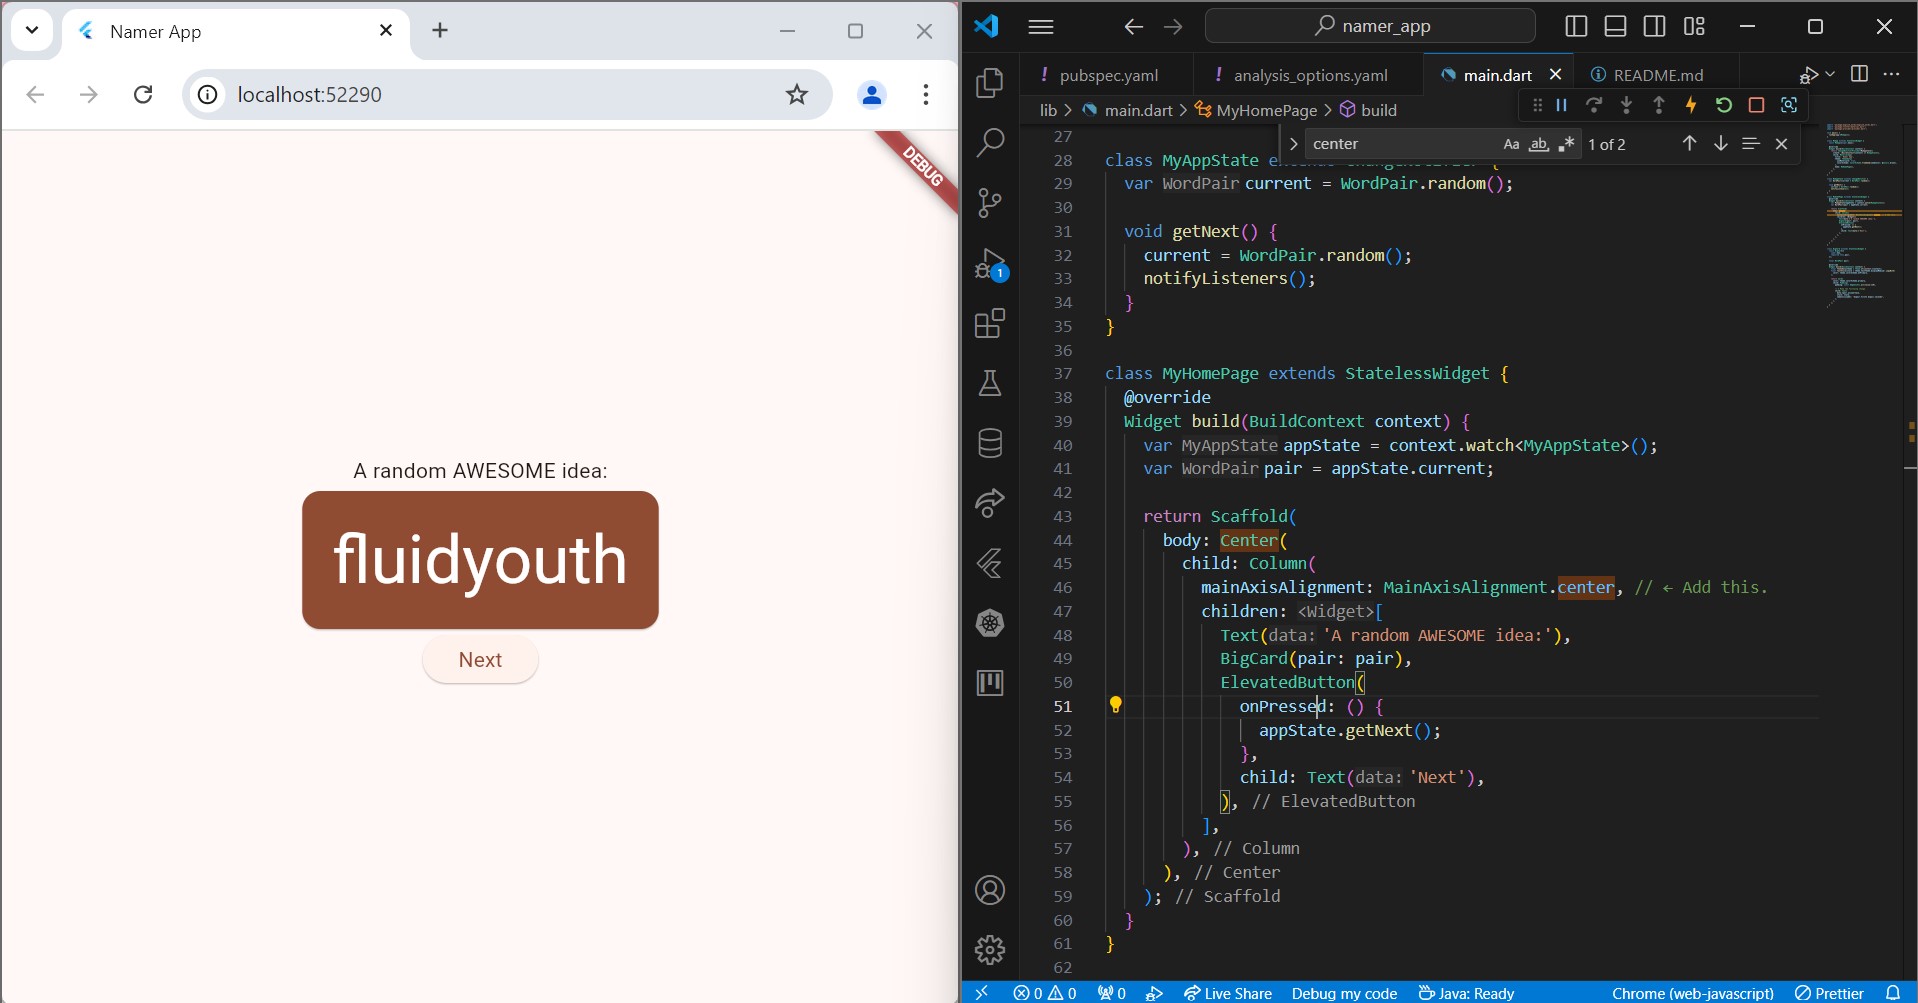 Namer App
localhost:52290
DEBUG
A random AWESOME idea:
fluidyouth
Next
namer_app
! pubspec.yaml
! analysis_options.yaml
main.dart
README.md
lib > main.dart > MyHomePage > build
center
Aa
ab
1 of 2
1
27
28 class MyAppState
29 var WordPair current = WordPair.random();
30
31 void getNext() {
32 current = WordPair.random();
33 notifyListeners();
34 }
35 }
36
37 class MyHomePage extends StatelessWidget {
38 @override
39 Widget build(BuildContext context) {
40 var MyAppState appState = context.watch<MyAppState>();
41 var WordPair pair = appState.current;
42
43 return Scaffold(
44 body: Center(
45 child: Column(
46 mainAxisAlignment: MainAxisAlignment.center, // ← Add this.
47 children: <Widget>[
48 Text(data: 'A random AWESOME idea:'),
49 BigCard(pair: pair),
50 ElevatedButton(
51 onPressed: () {
52 appState.getNext();
53 },
54 child: Text(data: 'Next'),
55 ), // ElevatedButton
56 ],
57 ), // Column
58 ), // Center
59 ); // Scaffold
60 }
61 }
62
0 0 0 Live Share Debug my code Java: Ready Chrome (web-javascript) Prettier